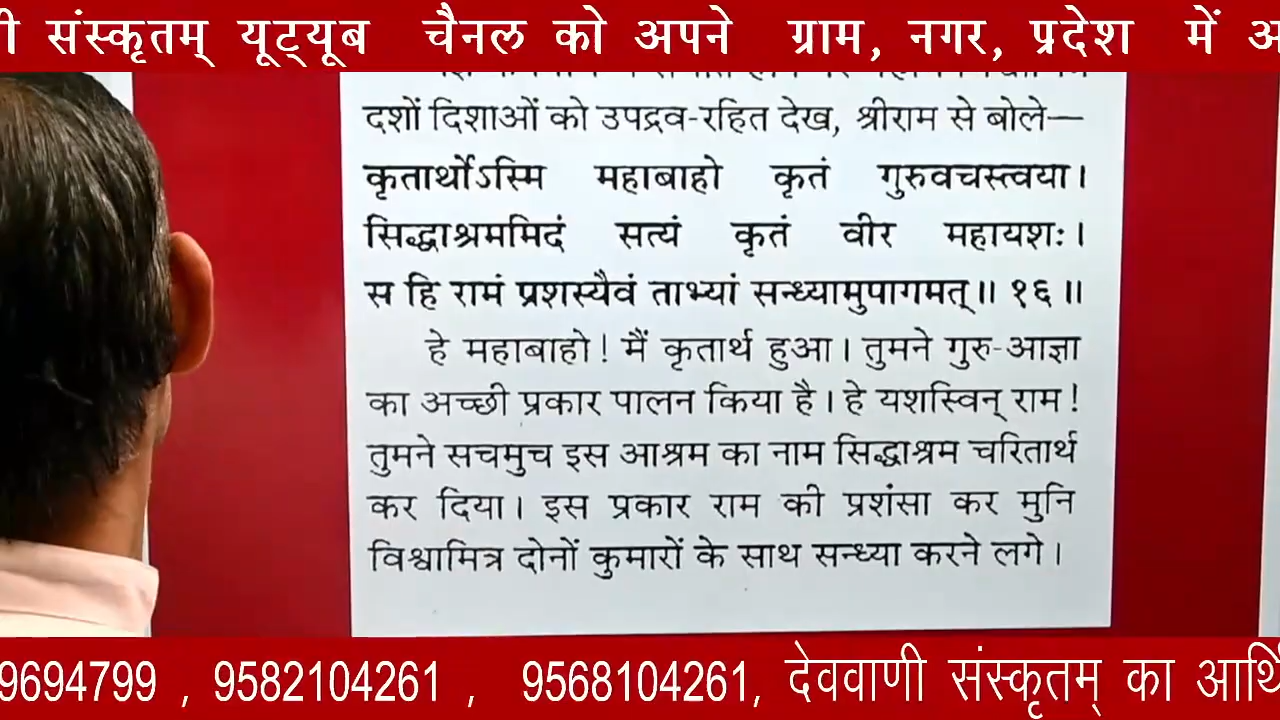 संस्कृतम् यूट्यूब चैनल को अपने ग्राम, नगर, प्रदेश में
दशों दिशाओं को उपद्रव-रहित देख, श्रीराम से बोले—
कृतार्थोऽस्मि महाबाहो कृतं गुरुवचस्त्वया।
सिद्धाश्रममिदं सत्यं कृतं वीर महायशः।
स हि रामं प्रशस्यैवं ताभ्यां सन्ध्यामुपागमत्॥ १६॥
हे महाबाहो! मैं कृतार्थ हुआ। तुमने गुरु-आज्ञा
का अच्छी प्रकार पालन किया है। हे यशस्विन् राम!
तुमने सचमुच इस आश्रम का नाम सिद्धाश्रम चरितार्थ
कर दिया। इस प्रकार राम की प्रशंसा कर मुनि
विश्वामित्र दोनों कुमारों के साथ सन्ध्या करने लगे।
9694799 , 9582104261 , 9568104261, देववाणी संस्कृतम् का